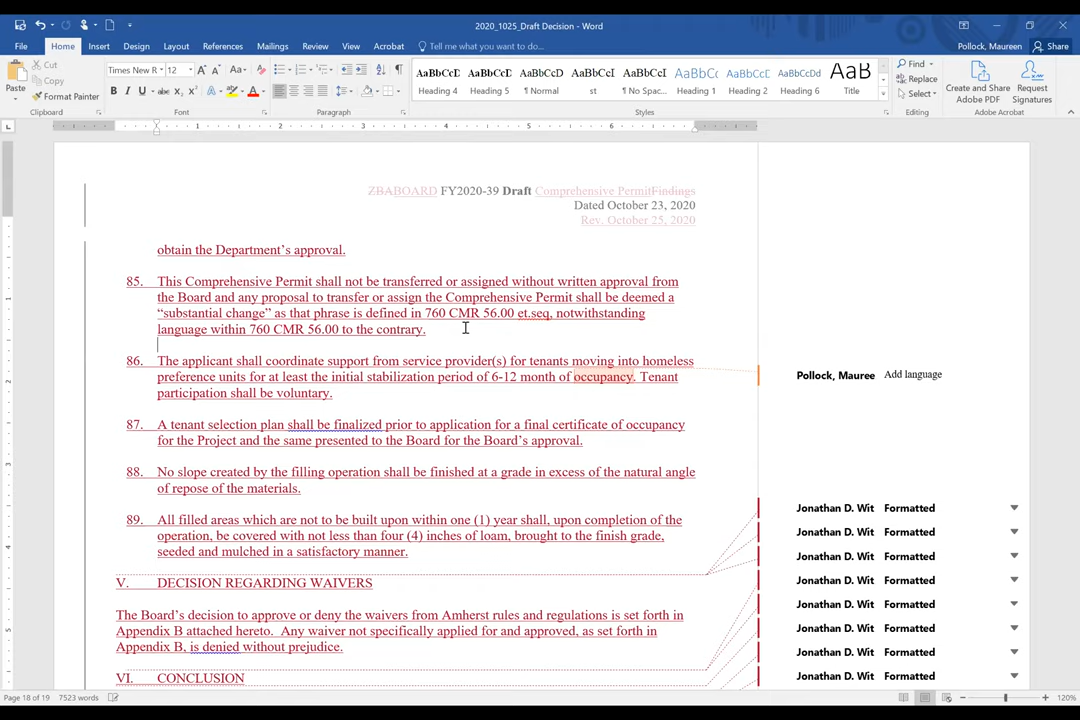 2020_1025_Draft Decision - Word
Pollock, Maureen Share
File Home Insert Design Layout References Mailings Review View Acrobat Tell me what you want to do...
Paste Cut Copy Format Painter
Times New R 12 Aa
B I U abc X₂ X² A A
AaBbCcDc AaBbCcDc AaBbCcD AaBbCcI AaBbCcI AaBbCc AaBbCc AaBbCcDd AaB
Heading 4 Heading 5 ¶ Normal st ¶ No Spac... Heading 1 Heading 2 Heading 6 Title
Find Replace Select
Create and Share Adobe PDF Request Signatures
Clipboard Font Paragraph Styles Editing Adobe Acrobat
ZBABOARD FY2020-39 Draft Comprehensive PermitFindings
Dated October 23, 2020
Rev. October 25, 2020
obtain the Department’s approval.
85. This Comprehensive Permit shall not be transferred or assigned without written approval from
the Board and any proposal to transfer or assign the Comprehensive Permit shall be deemed a
“substantial change” as that phrase is defined in 760 CMR 56.00 et.seq, notwithstanding
language within 760 CMR 56.00 to the contrary.
86. The applicant shall coordinate support from service provider(s) for tenants moving into homeless
preference units for at least the initial stabilization period of 6-12 month of occupancy. Tenant
participation shall be voluntary.
Pollock, Mauree Add language
87. A tenant selection plan shall be finalized prior to application for a final certificate of occupancy
for the Project and the same presented to the Board for the Board’s approval.
88. No slope created by the filling operation shall be finished at a grade in excess of the natural angle
of repose of the materials.
89. All filled areas which are not to be built upon within one (1) year shall, upon completion of the
operation, be covered with not less than four (4) inches of loam, brought to the finish grade,
seeded and mulched in a satisfactory manner.
V. DECISION REGARDING WAIVERS
The Board’s decision to approve or deny the waivers from Amherst rules and regulations is set forth in
Appendix B attached hereto. Any waiver not specifically applied for and approved, as set forth in
Appendix B, is denied without prejudice.
VI. CONCLUSION
Jonathan D. Wit Formatted
Jonathan D. Wit Formatted
Jonathan D. Wit Formatted
Jonathan D. Wit Formatted
Jonathan D. Wit Formatted
Jonathan D. Wit Formatted
Jonathan D. Wit Formatted
Jonathan D. Wit Formatted
Page 18 of 19 7523 words 120%